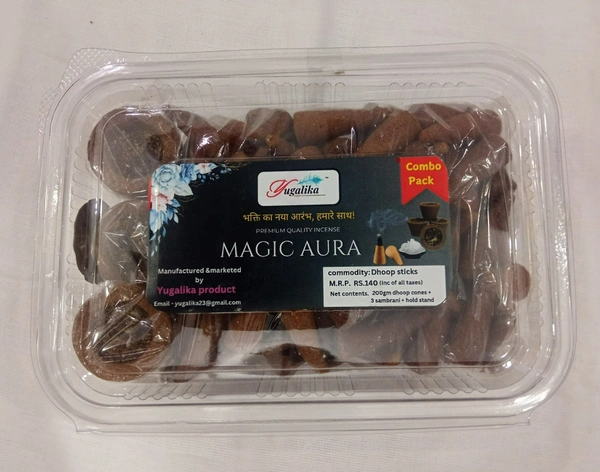 Combo
Pack
Yugalika
™
भक्ति का नया आरंभ, हमारे साथ!
PREMIUM QUALITY INCENSE
MAGIC AURA
Manufactured &marketed
by
Yugalika product
Email - yugalika23@gmail.com
commodity: Dhoop sticks
M.R.P. RS.140 (inc of all taxes)
Net contents. 200gm dhoop cones +
3 sambrani + hold stand